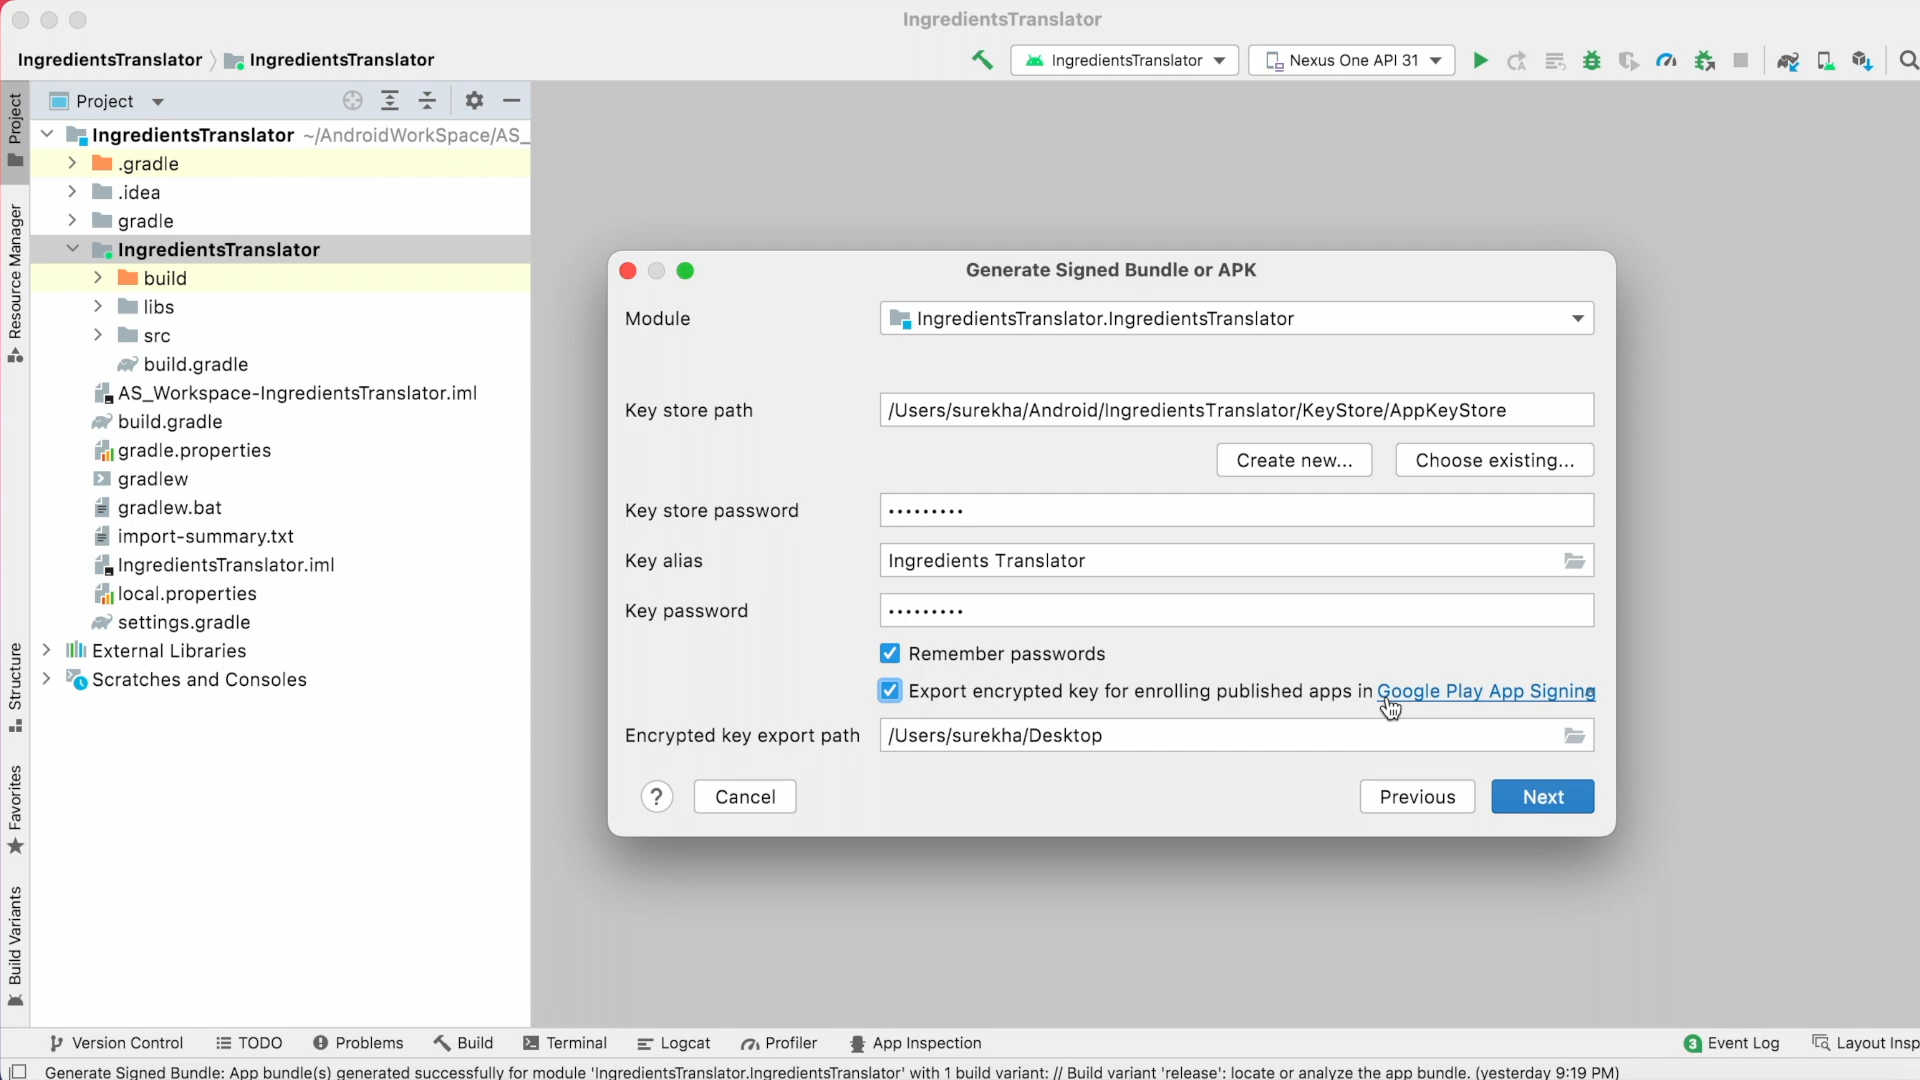 IngredientsTranslator
IngredientsTranslator
IngredientsTranslator
IngredientsTranslator
Nexus One API 31
Project
Resource Manager
Structure
Favorites
Build Variants
Project
IngredientsTranslator ~/AndroidWorkSpace/AS_
.gradle
.idea
gradle
IngredientsTranslator
build
libs
src
build.gradle
AS_Workspace-IngredientsTranslator.iml
build.gradle
gradle.properties
gradlew
gradlew.bat
import-summary.txt
IngredientsTranslator.iml
local.properties
settings.gradle
External Libraries
Scratches and Consoles
Generate Signed Bundle or APK
Module
IngredientsTranslator.IngredientsTranslator
Key store path
/Users/surekha/Android/IngredientsTranslator/KeyStore/AppKeyStore
Create new...
Choose existing...
Key store password
•••••••••
Key alias
Ingredients Translator
Key password
•••••••••
Remember passwords
Export encrypted key for enrolling published apps in Google Play App Signing
Encrypted key export path
/Users/surekha/Desktop
?
Cancel
Previous
Next
Version Control
TODO
Problems
Build
Terminal
Logcat
Profiler
App Inspection
3 Event Log
Layout Insp
Generate Signed Bundle: App bundle(s) generated successfully for module 'IngredientsTranslator.IngredientsTranslator' with 1 build variant: // Build variant 'release': locate or analyze the app bundle. (yesterday 9:19 PM)